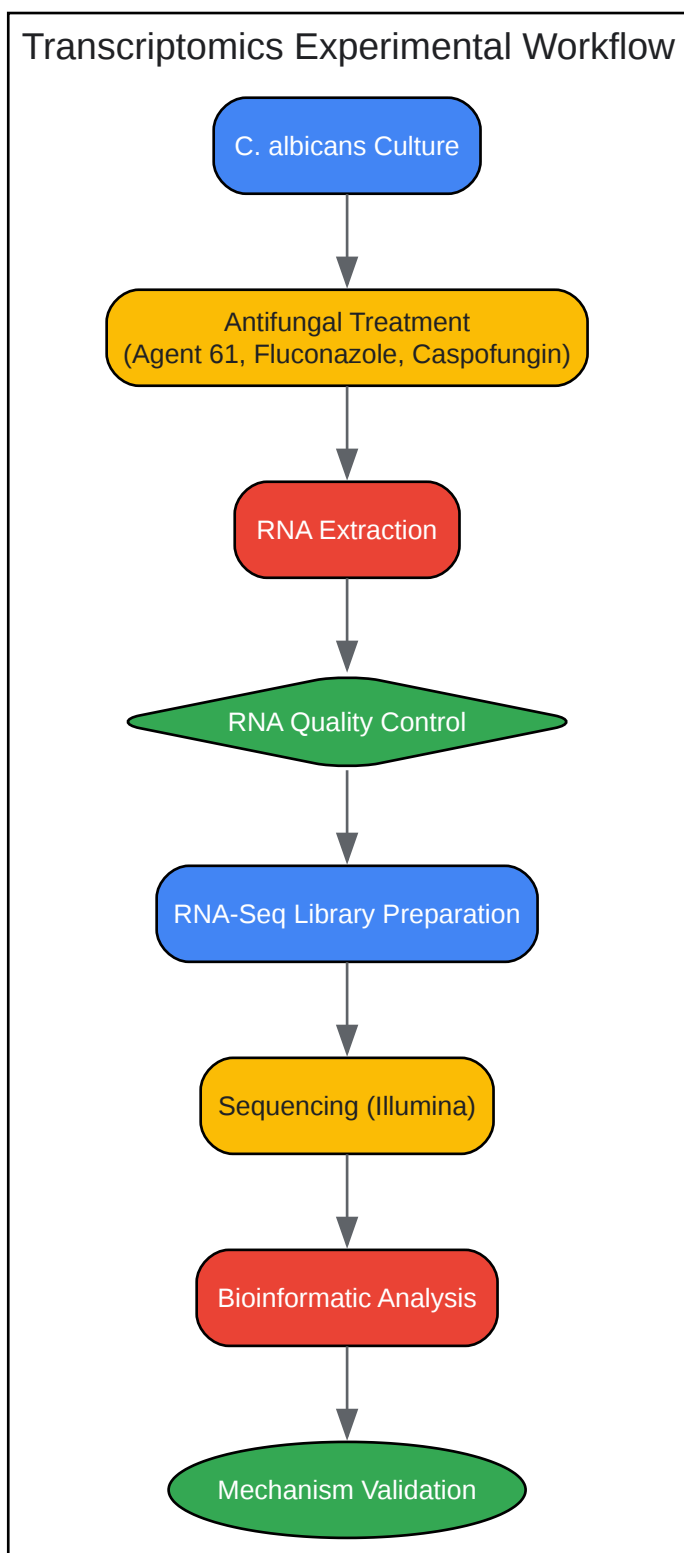 Transcriptomics Experimental Workflow
C. albicans Culture
Antifungal Treatment
(Agent 61, Fluconazole, Caspofungin)
RNA Extraction
RNA Quality Control
RNA-Seq Library Preparation
Sequencing (Illumina)
Bioinformatic Analysis
Mechanism Validation